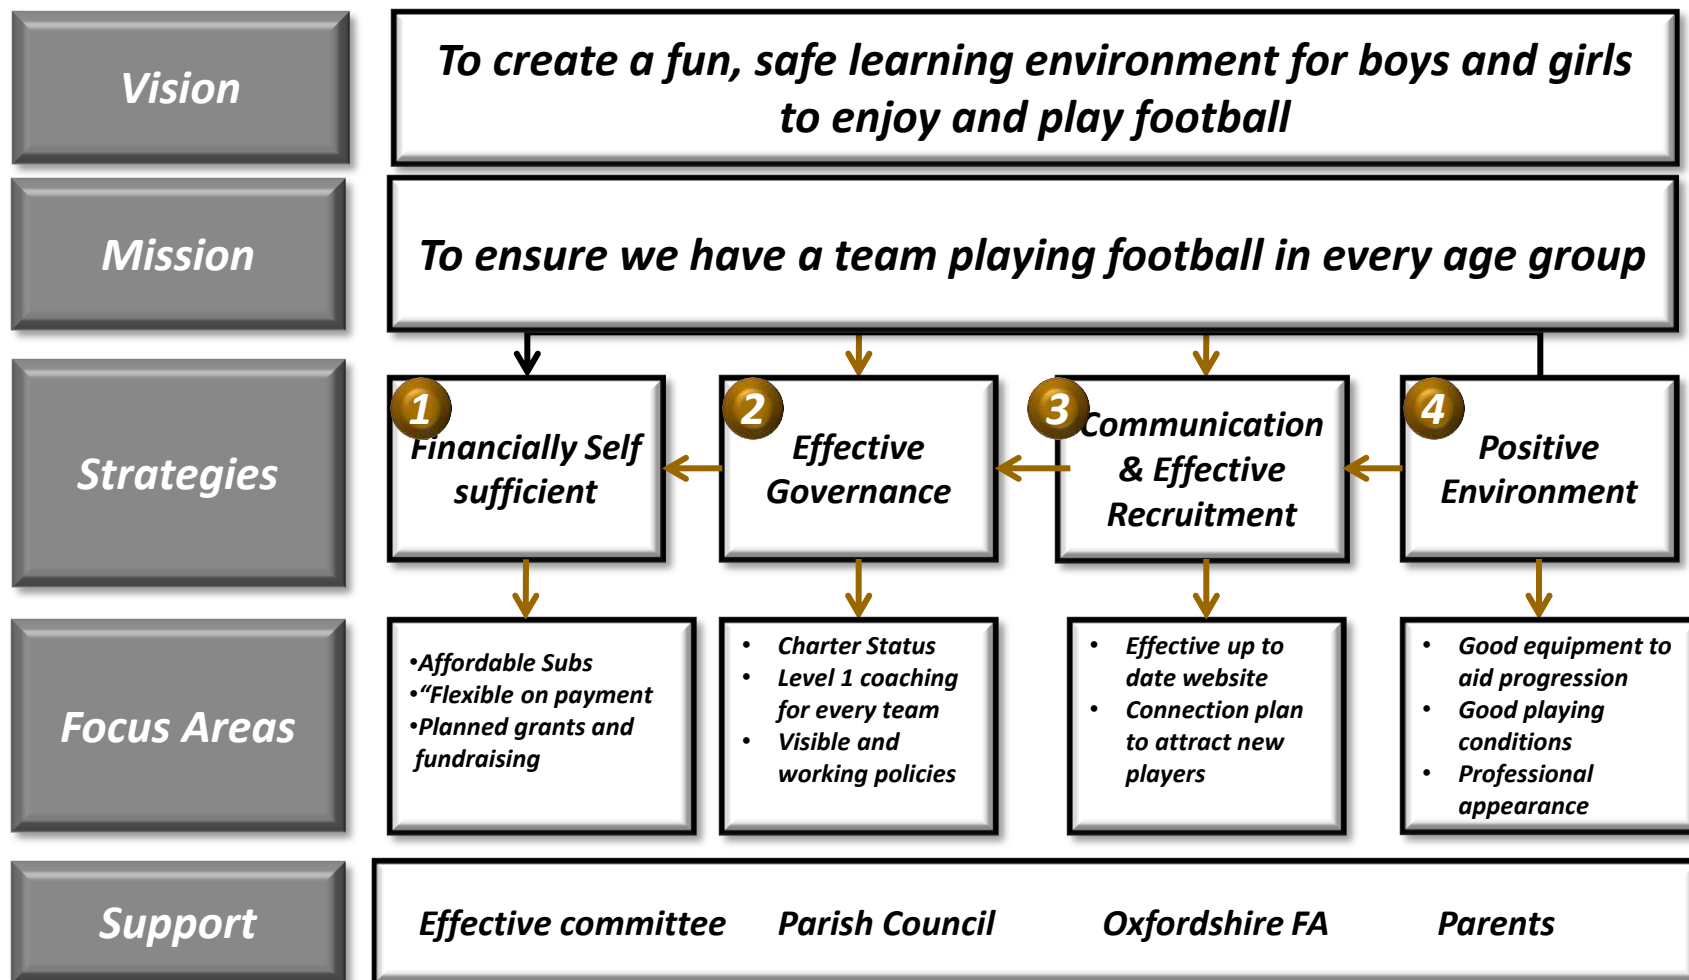 Vision
To create a fun, safe learning environment for boys and girls
to enjoy and play football
Mission
To ensure we have a team playing football in every age group
Strategies
1
Financially Self
sufficient
2
Effective
Governance
3
Communication
& Effective
Recruitment
4
Positive
Environment
Focus Areas
•Affordable Subs
•“Flexible on payment
•Planned grants and
fundraising
• Charter Status
• Level 1 coaching
for every team
• Visible and
working policies
• Effective up to
date website
• Connection plan
to attract new
players
• Good equipment to
aid progression
• Good playing
conditions
• Professional
appearance
Support
Effective committee Parish Council Oxfordshire FA Parents